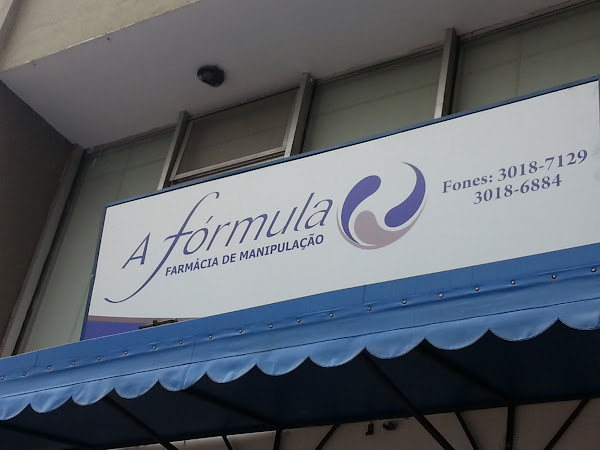 A fórmula
FARMÁCIA DE MANIPULAÇÃO
Fones: 3018-7129
3018-6884